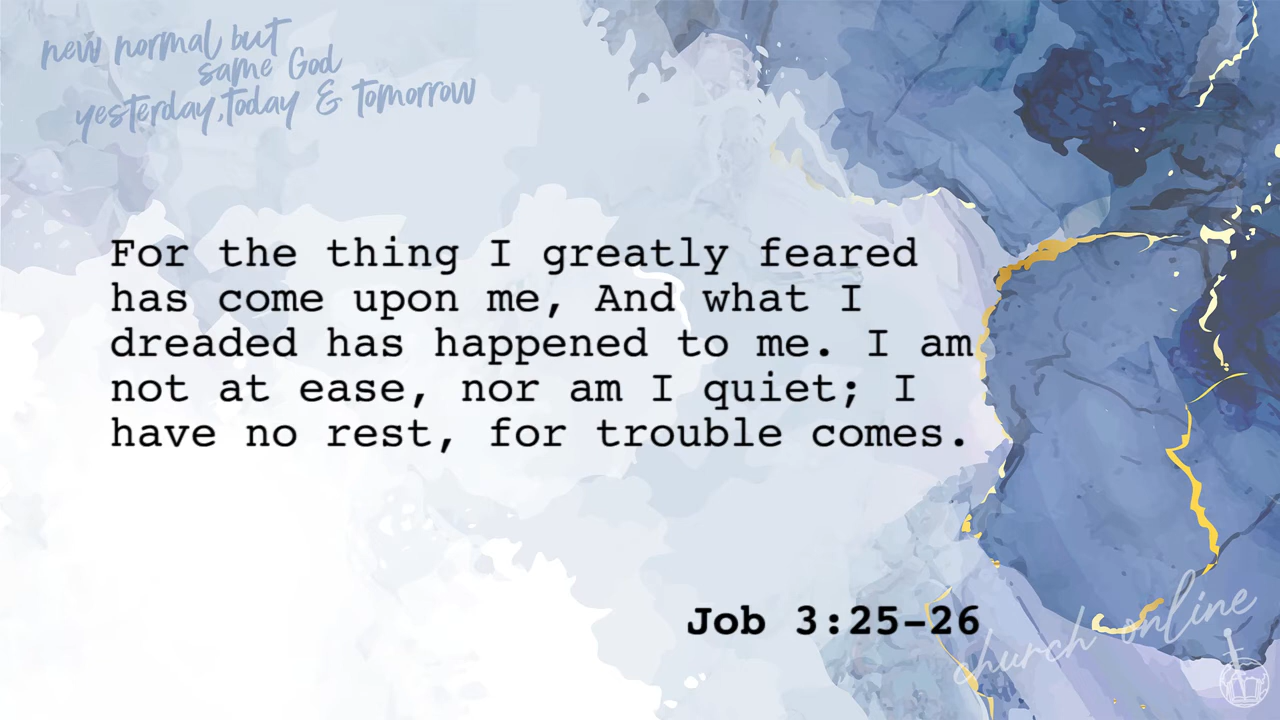 new normal but
same God
yesterday, today & tomorrow
For the thing I greatly feared
has come upon me, And what I
dreaded has happened to me. I am
not at ease, nor am I quiet; I
have no rest, for trouble comes.
Job 3:25-26
church online